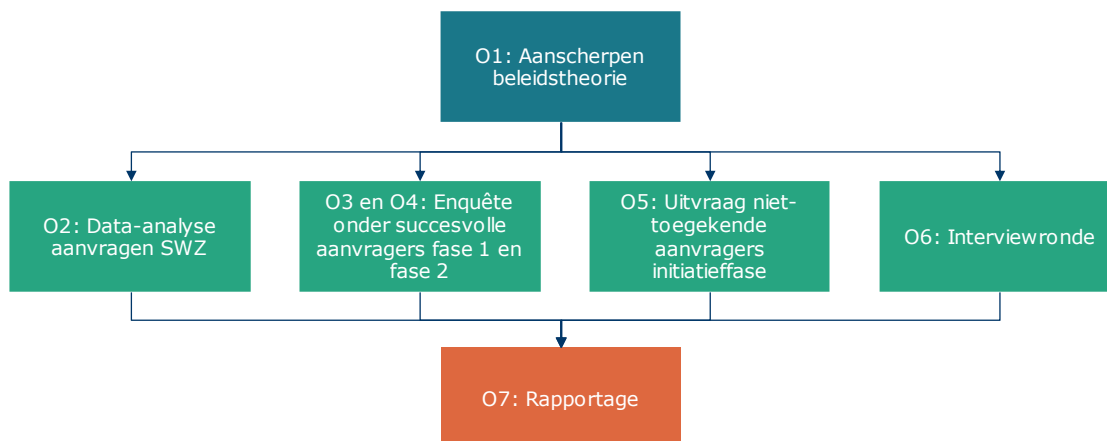 O1: Aanscherpen
beleidstheorie
O2: Data-analyse
aanvragen SWZ
O3 en O4: Enquête
onder succesvolle
aanvragers fase 1 en
fase 2
O5: Uitvraag niet-
toegekende
aanvragers
initiatieffase
O6: Interviewronde
O7: Rapportage